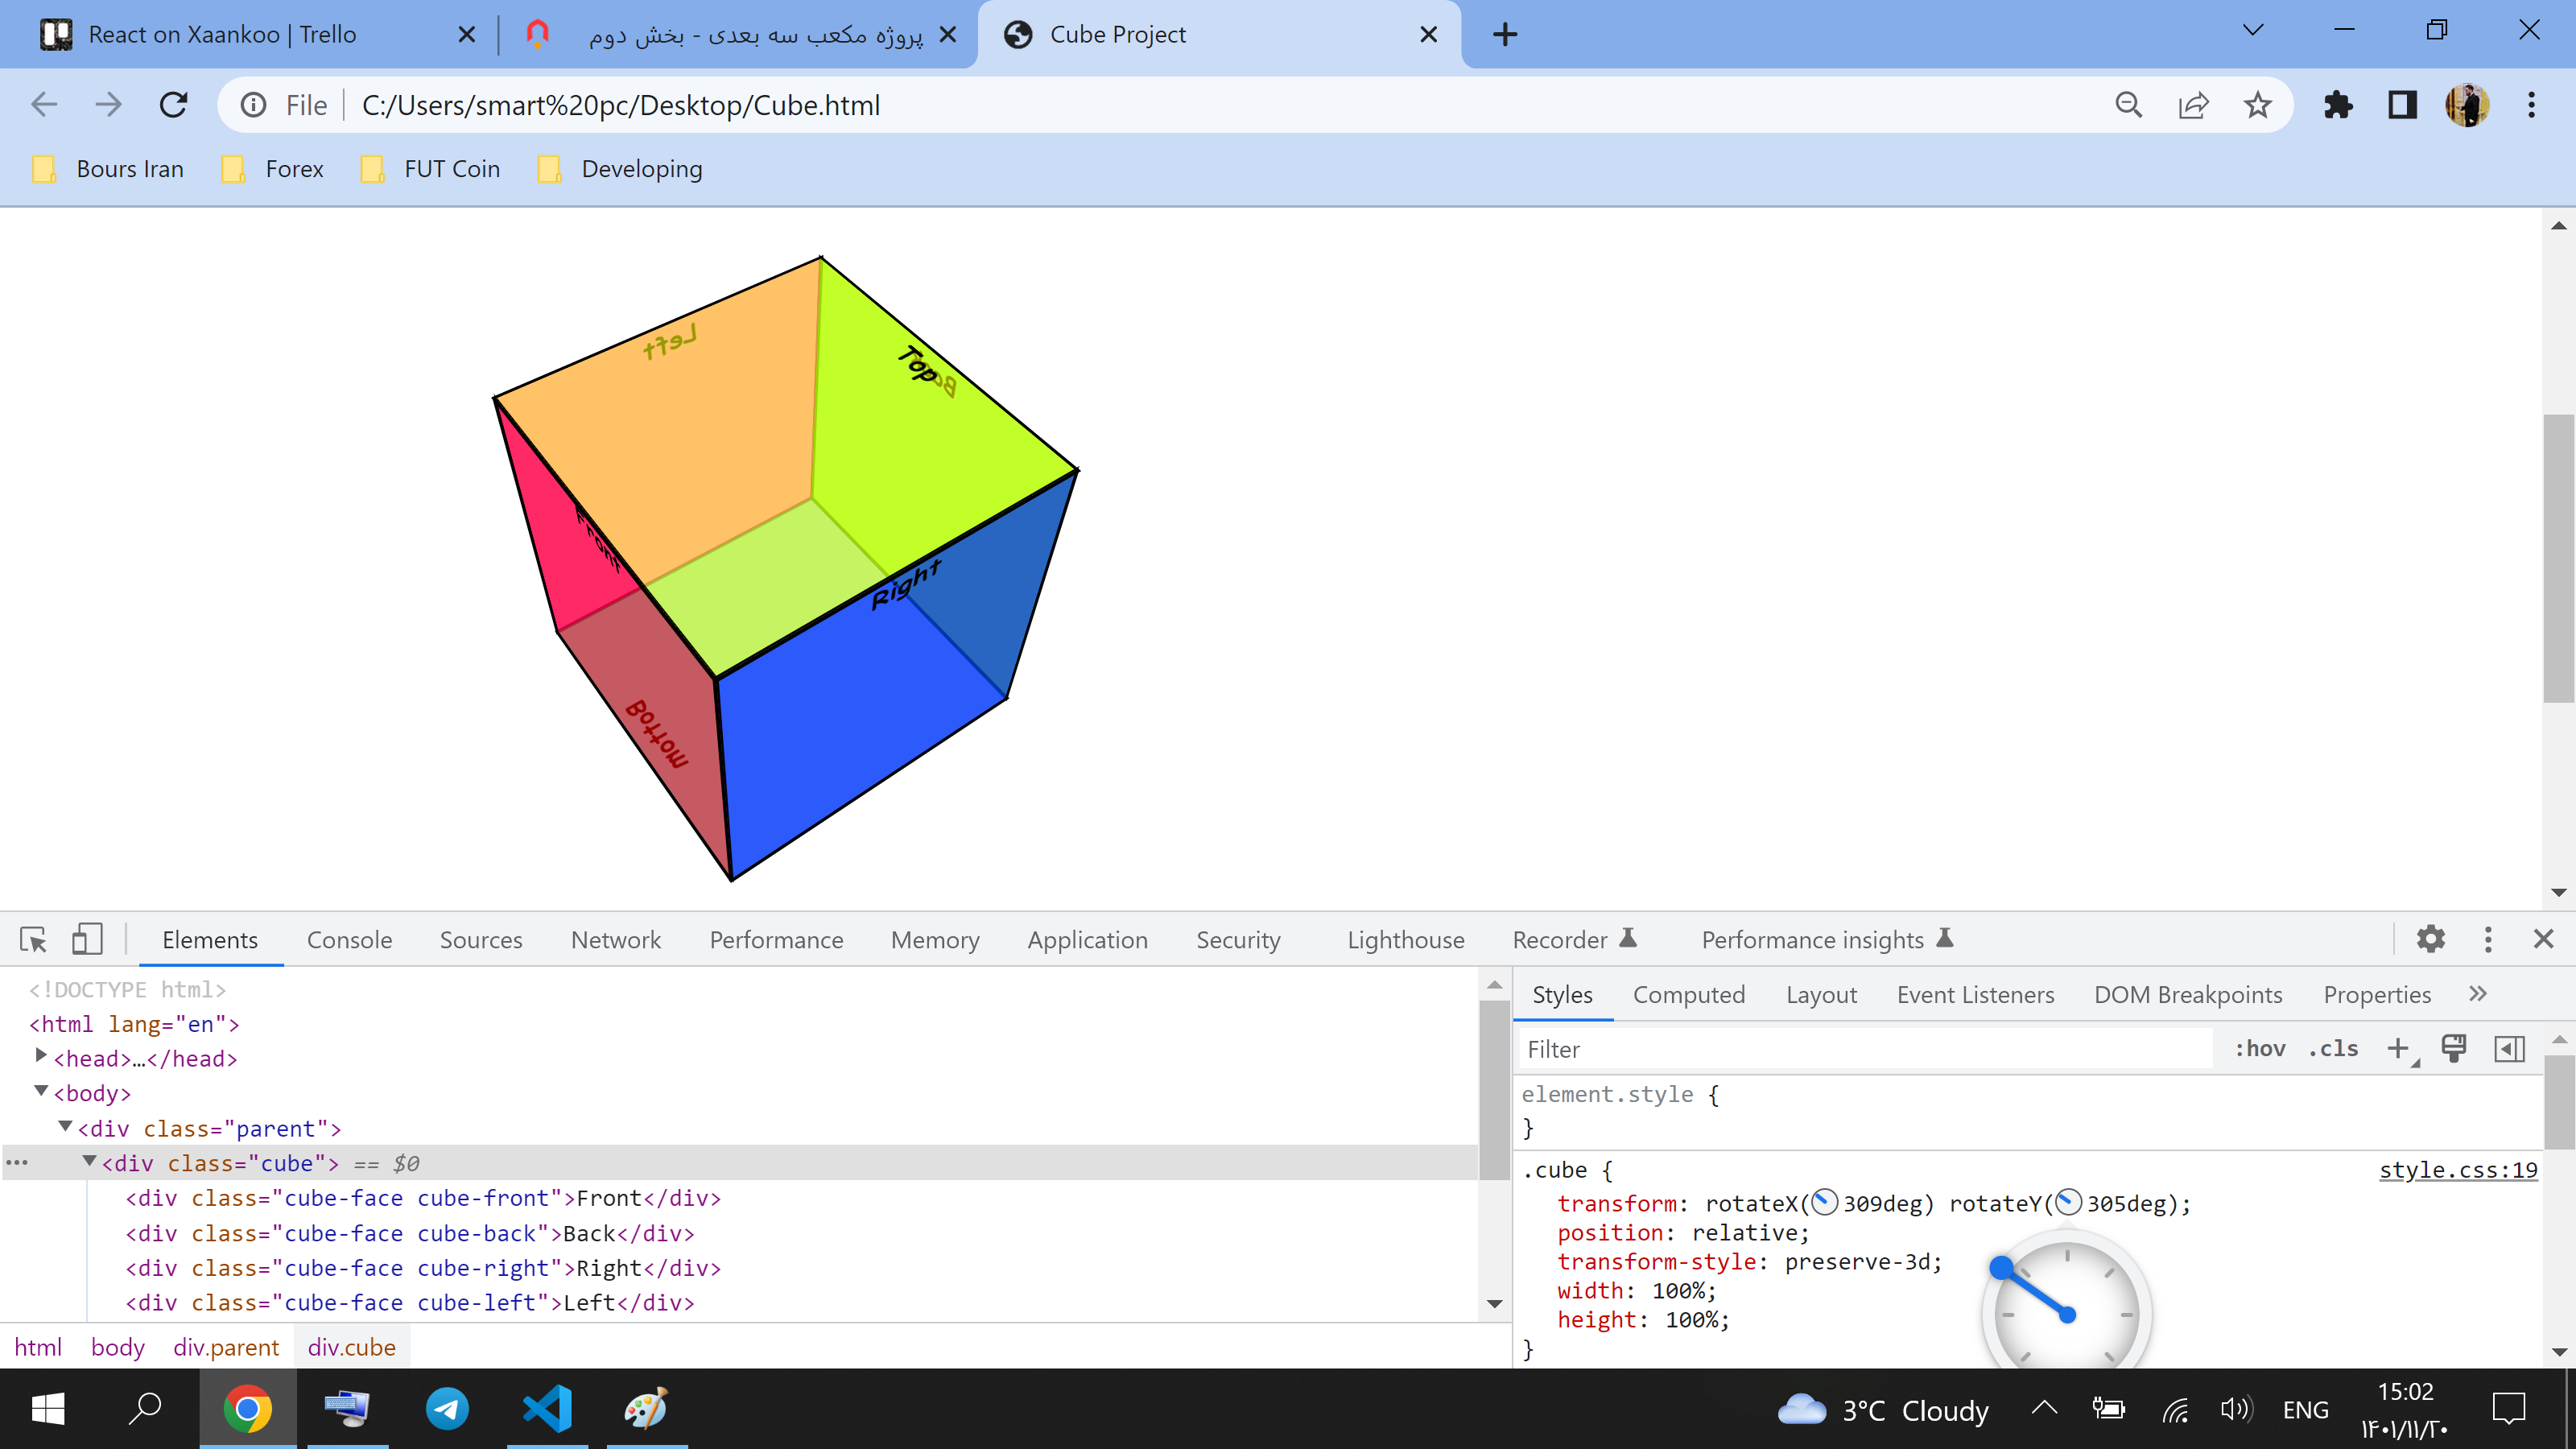 React on Xaankoo | Trello
پروژه مکعب سه بعدی - بخش دوم
Cube Project
File
C:/Users/smart%20pc/Desktop/Cube.html
Bours Iran
Forex
FUT Coin
Developing
Left
Top
Back
Front
Right
Bottom
Elements Console Sources Network Performance Memory Application Security Lighthouse Recorder Performance insights
<!DOCTYPE html>
<html lang="en">
<head>…</head>
<body>
<div class="parent">
<div class="cube"> == $0
<div class="cube-face cube-front">Front</div>
<div class="cube-face cube-back">Back</div>
<div class="cube-face cube-right">Right</div>
<div class="cube-face cube-left">Left</div>
html body div.parent div.cube
Styles Computed Layout Event Listeners DOM Breakpoints Properties
Filter
:hov .cls
element.style {
}
.cube {
style.css:19
transform: rotateX(309deg) rotateY(305deg);
position: relative;
transform-style: preserve-3d;
width: 100%;
height: 100%;
}
3°C Cloudy
ENG
15:02
۱۴۰۱/۱۱/۲۰